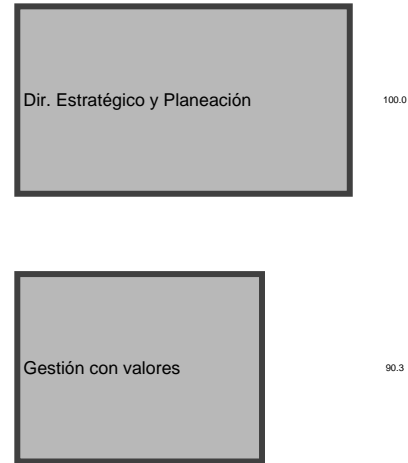 Dir. Estratégico y Planeación 100.0
Gestión con valores 90.3